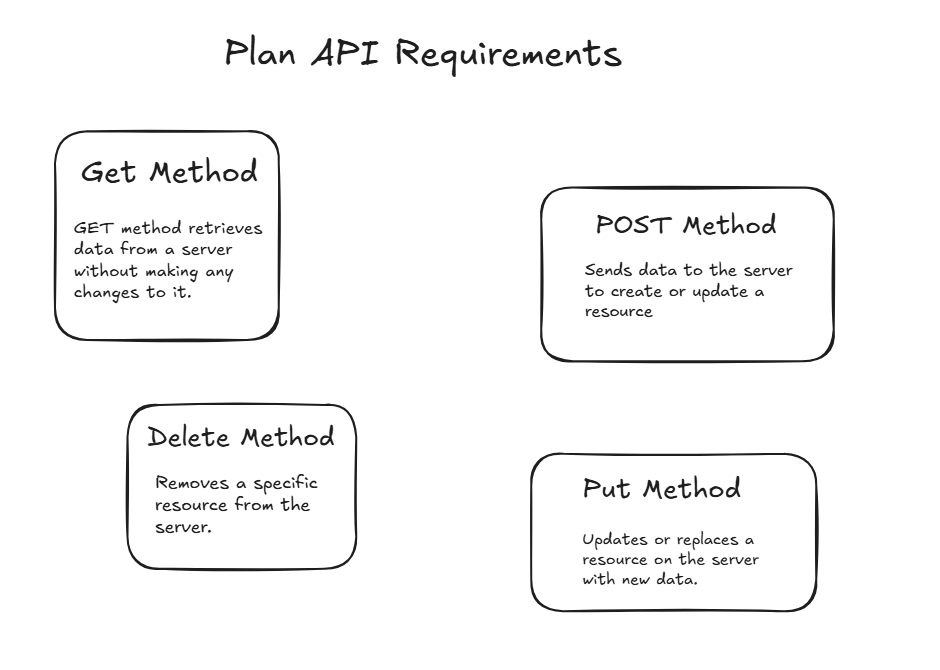 Plan API Requirements
Get Method
GET method retrieves
data from a server
without making any
changes to it.
POST Method
Sends data to the server
to create or update a
resource
Delete Method
Removes a specific
resource from the
server.
Put Method
Updates or replaces a
resource on the server
with new data.